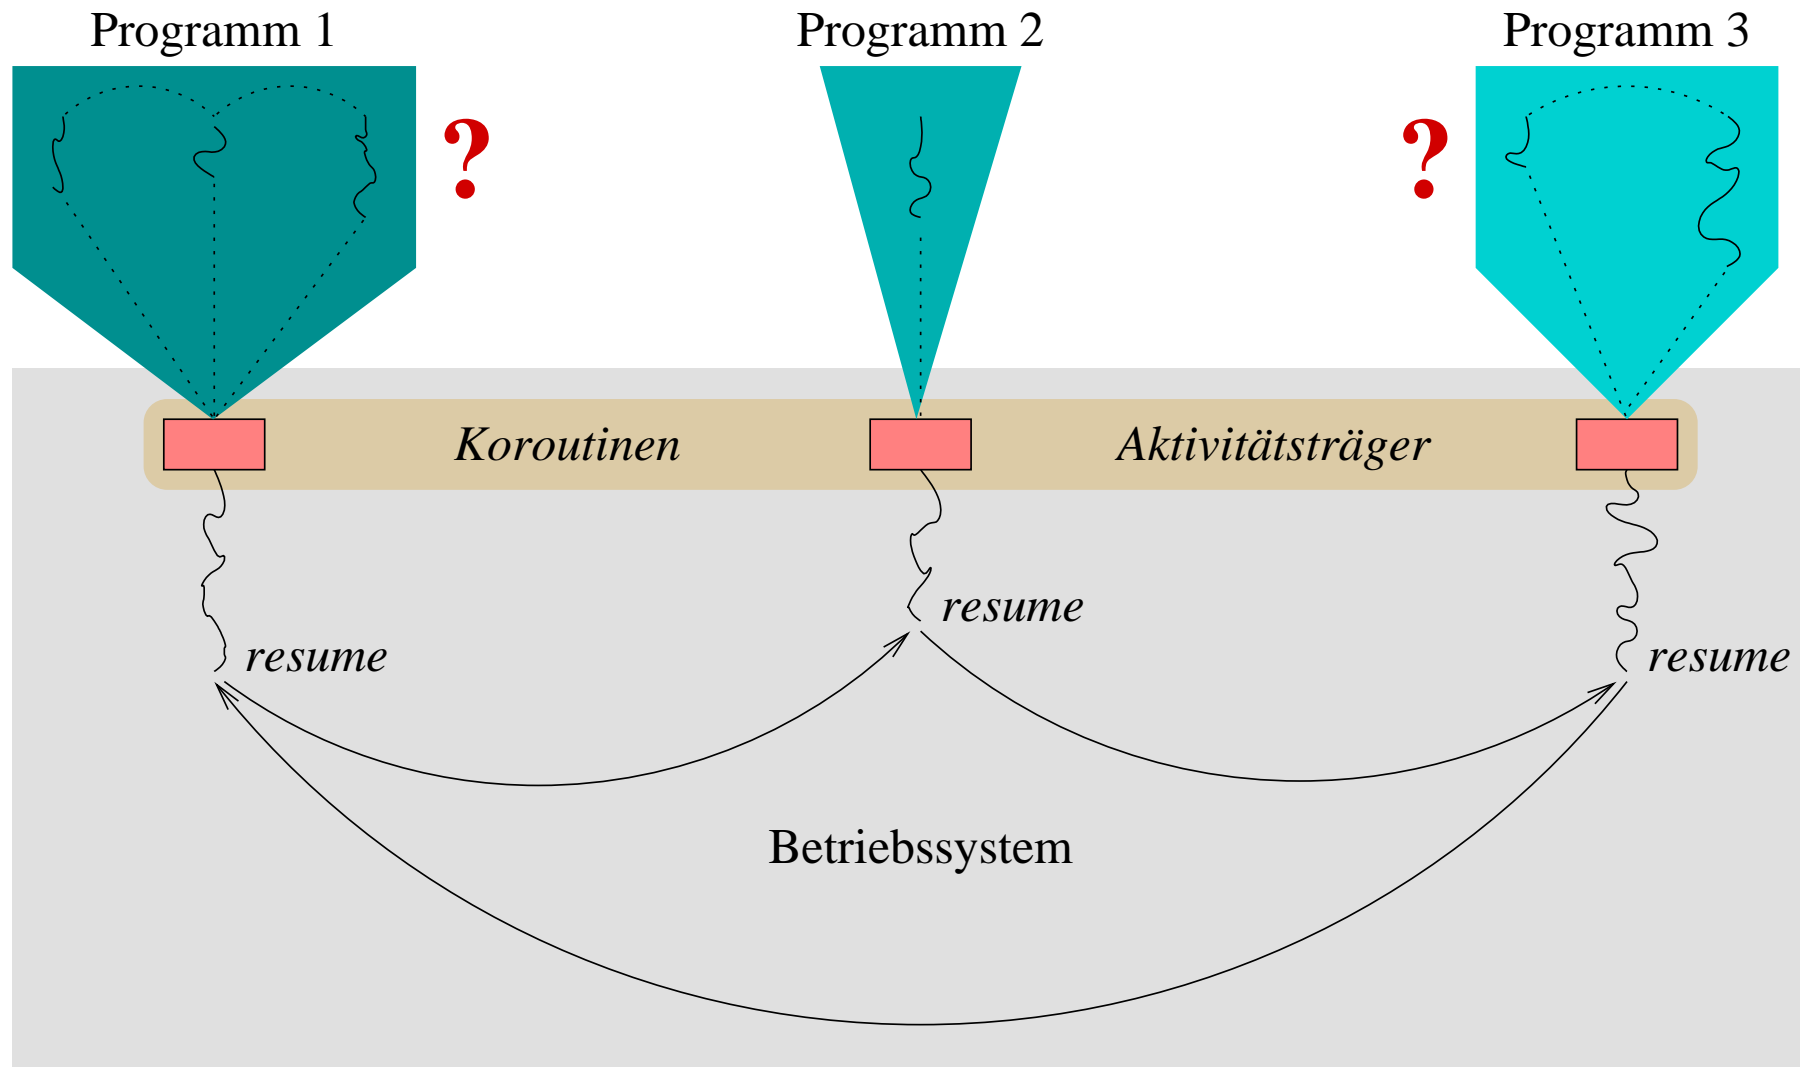 Programm 1
Programm 2
Programm 3
?
?
Koroutinen
Aktivitätsträger
resume
resume
resume
Betriebssystem